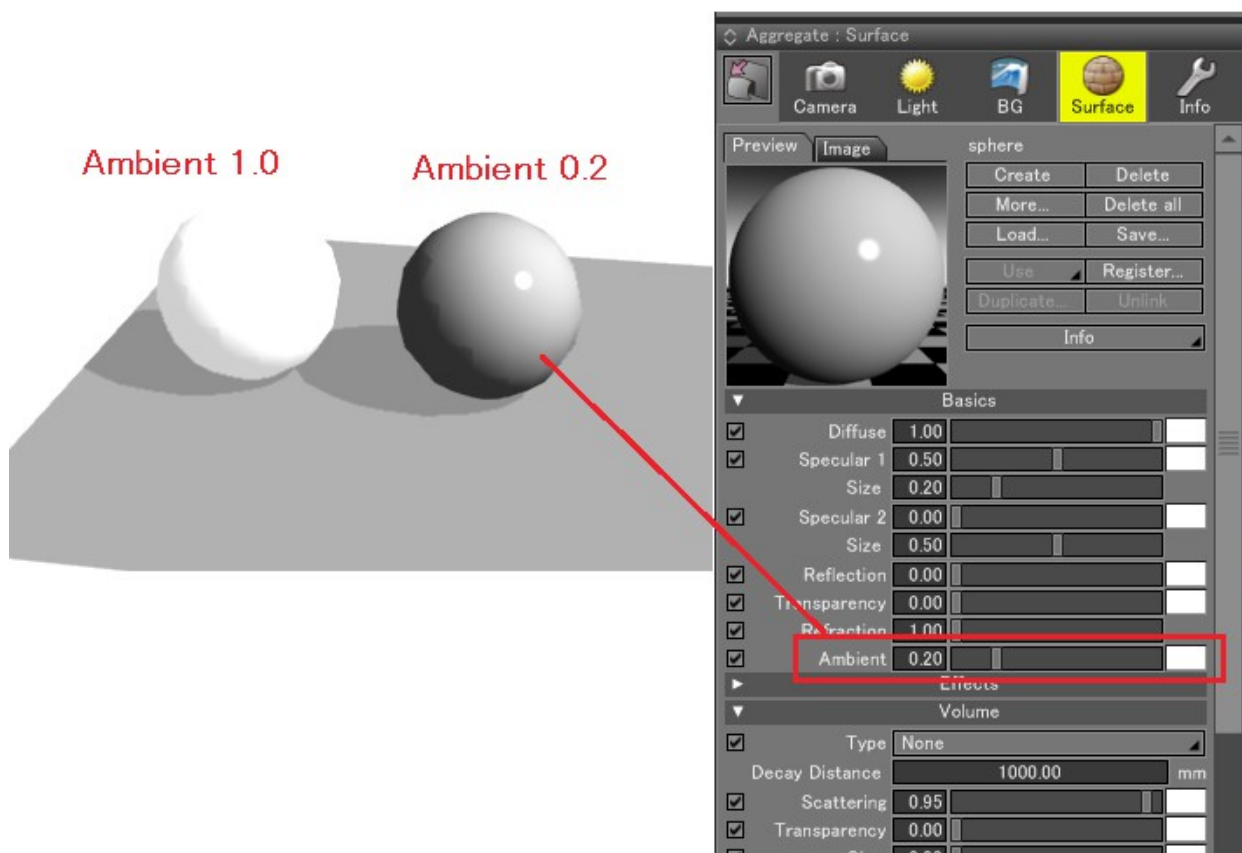 Ambient 1.0
Ambient 0.2
Aggregate : Surface
Camera Light BG Surface Info
Preview Image
sphere
Create Delete
More... Delete all
Load... Save...
Use Register...
Duplicate... Unlink
Info
Basics
Diffuse 1.00
Specular 1 0.50
Size 0.20
Specular 2 0.00
Size 0.50
Reflection 0.00
Transparency 0.00
Refraction 1.00
Ambient 0.20
Effects
Volume
Type None
Decay Distance 1000.00 mm
Scattering 0.95
Transparency 0.00